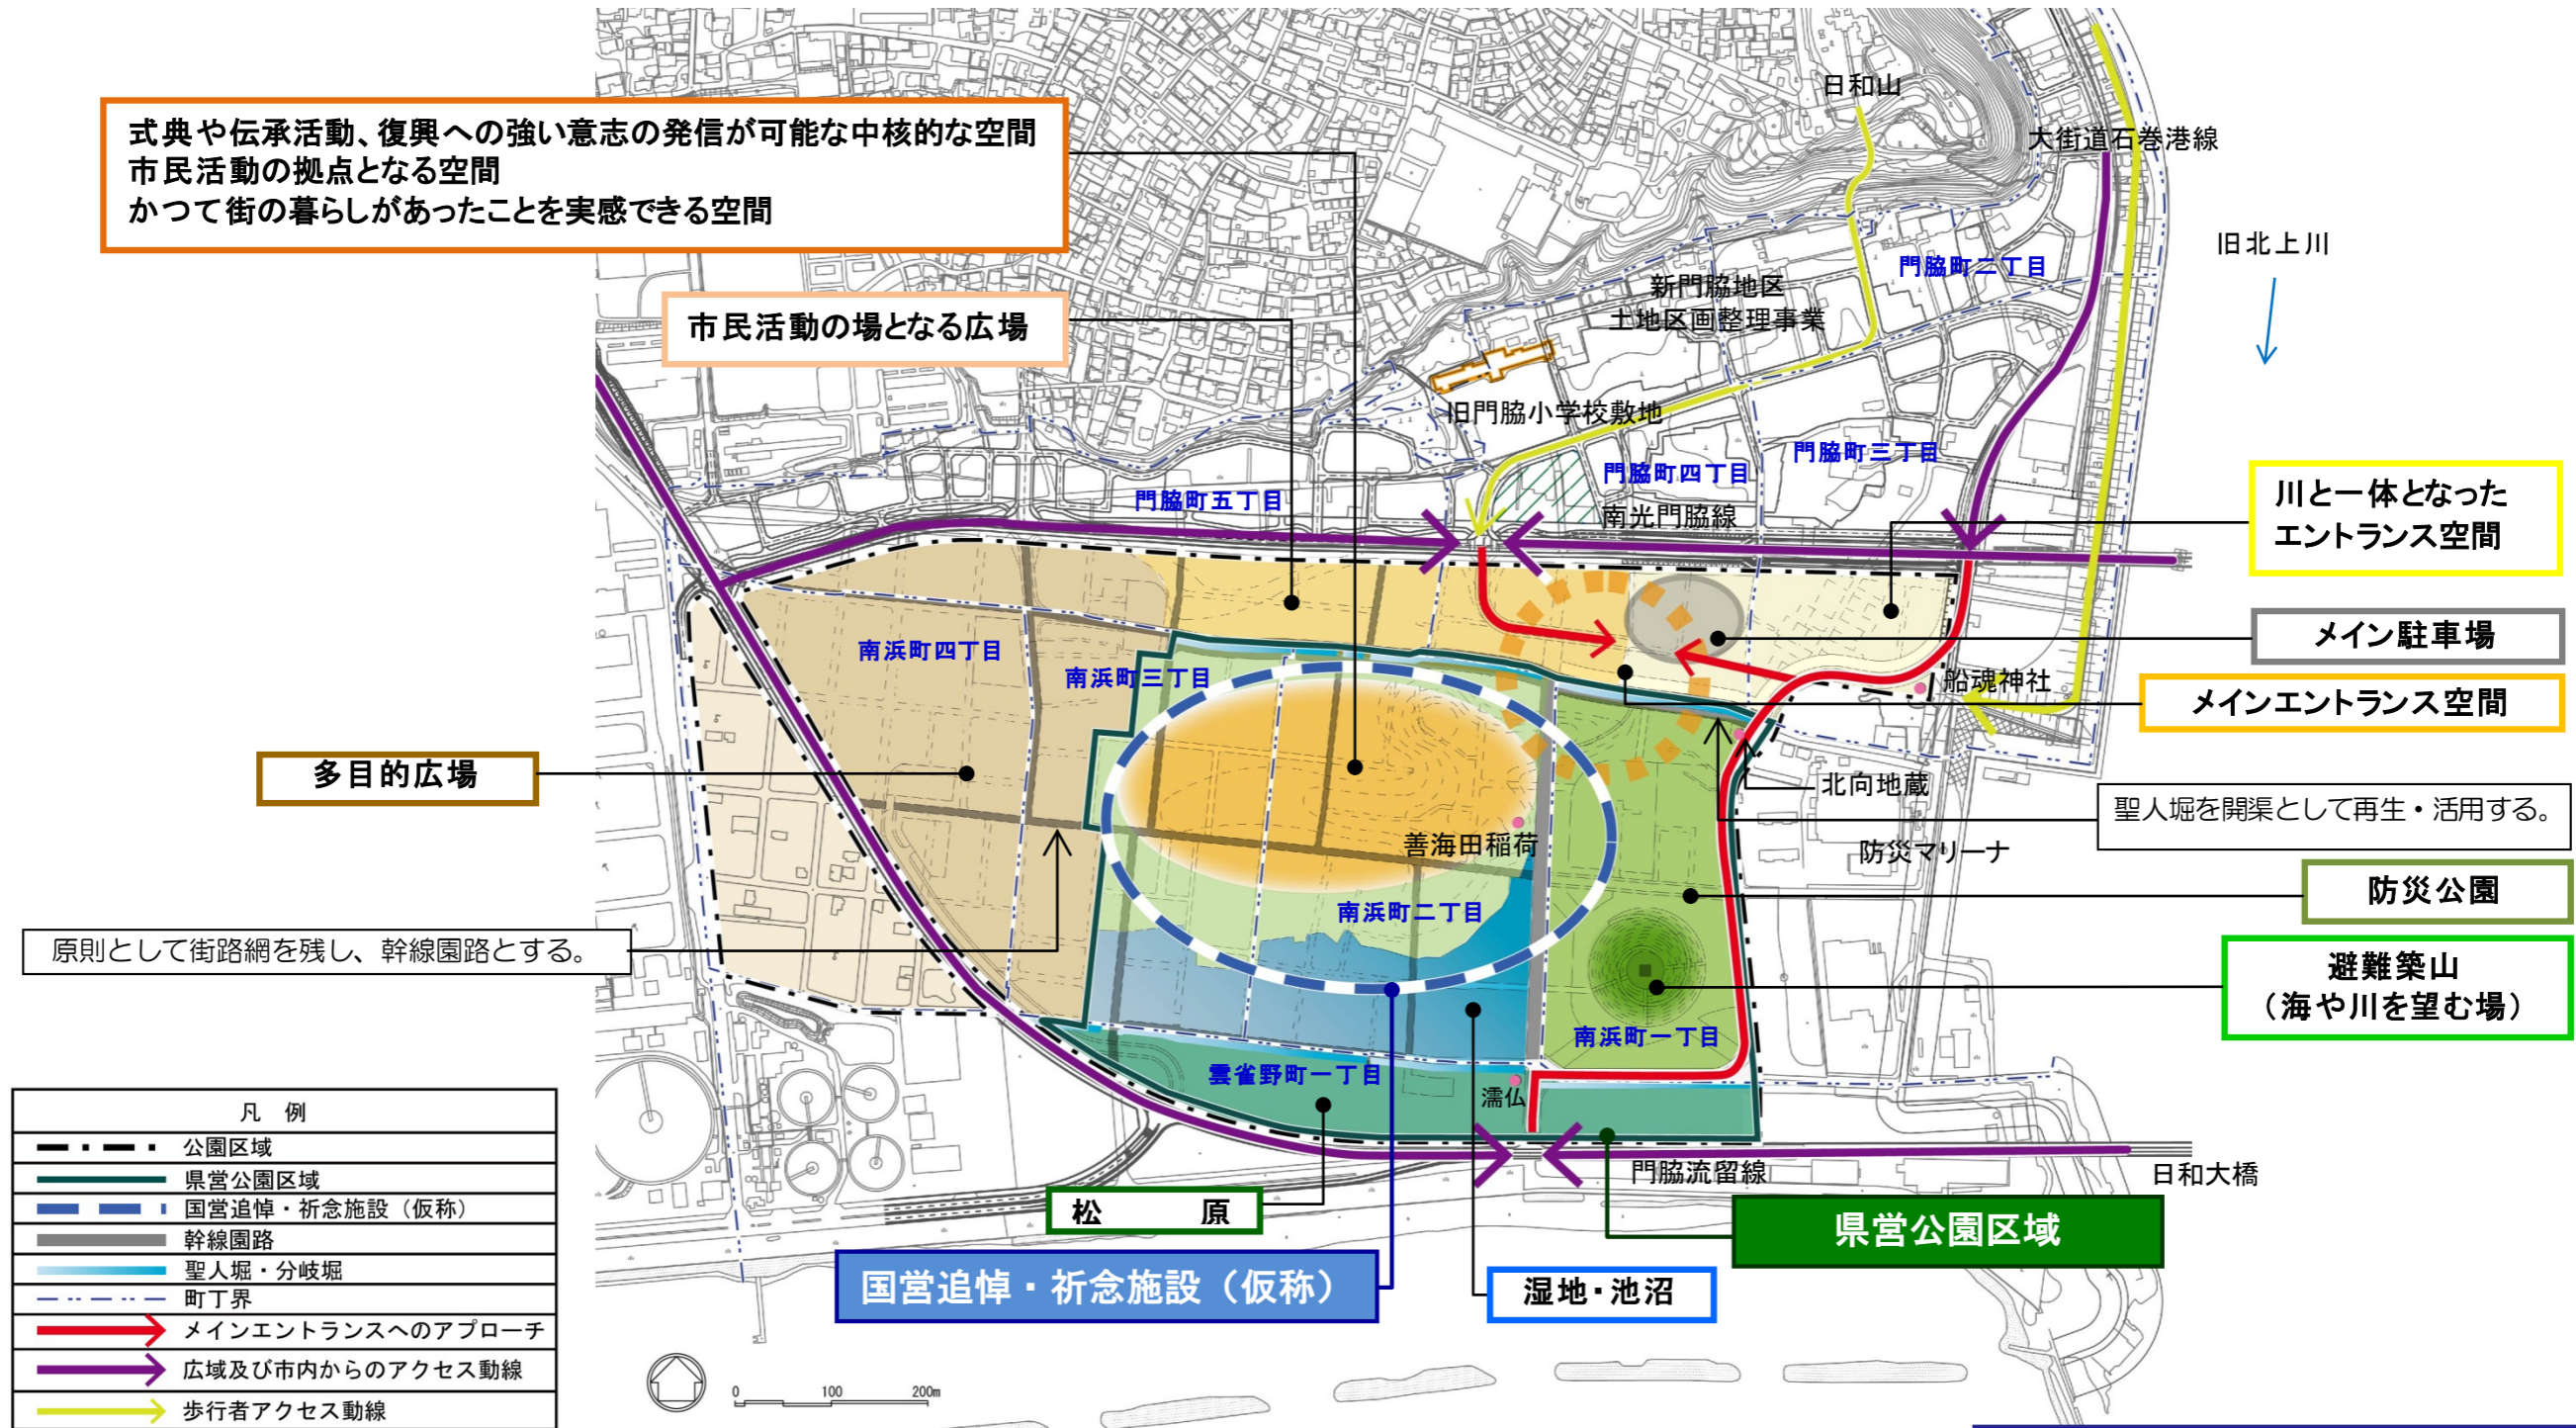 日和山
大街道石巻港線
式典や伝承活動、復興への強い意志の発信が可能な中核的な空間
市民活動の拠点となる空間
かつて街の暮らしがあったことを実感できる空間
旧北上川
門脇町二丁目
新門脇地区
土地区画整理事業
市民活動の場となる広場
旧門脇小学校敷地
門脇町三丁目
門脇町四丁目
門脇町五丁目
南光門脇線
川と一体となった
エントランス空間
メイン駐車場
南浜町四丁目
南浜町三丁目
船魂神社
メインエントランス空間
多目的広場
北向地蔵
聖人堀を開渠として再生・活用する。
善海田稲荷
防災マリーナ
防災公園
南浜町二丁目
原則として街路網を残し、幹線園路とする。
避難築山
（海や川を望む場）
南浜町一丁目
雲雀野町一丁目
濡仏
門脇流留線
日和大橋
松 原
県営公園区域
国営追悼・祈念施設（仮称）
湿地・池沼
凡 例
公園区域
県営公園区域
国営追悼・祈念施設（仮称）
幹線園路
聖人堀・分岐堀
町丁界
メインエントランスへのアプローチ
広域及び市内からのアクセス動線
歩行者アクセス動線
0 100 200m